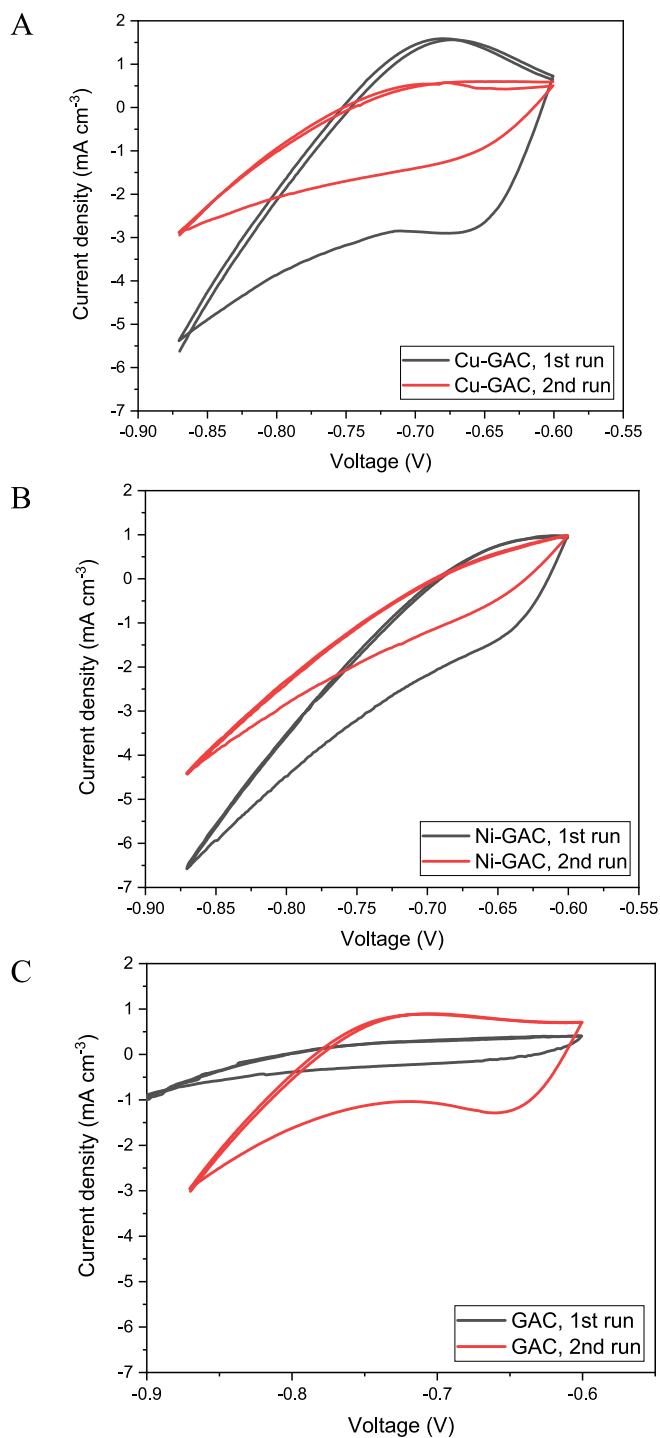 A
2
1
0
-1
-2
-3
-4
-5
-6
-7
Current density (mA cm⁻³)
Cu-GAC, 1st run
Cu-GAC, 2nd run
-0.90 -0.85 -0.80 -0.75 -0.70 -0.65 -0.60 -0.55
Voltage (V)
B
2
1
0
-1
-2
-3
-4
-5
-6
-7
Current density (mA cm⁻³)
Ni-GAC, 1st run
Ni-GAC, 2nd run
-0.90 -0.85 -0.80 -0.75 -0.70 -0.65 -0.60 -0.55
Voltage (V)
C
2
1
0
-1
-2
-3
-4
-5
-6
-7
Current density (mA cm⁻³)
GAC, 1st run
GAC, 2nd run
-0.9 -0.8 -0.7 -0.6
Voltage (V)